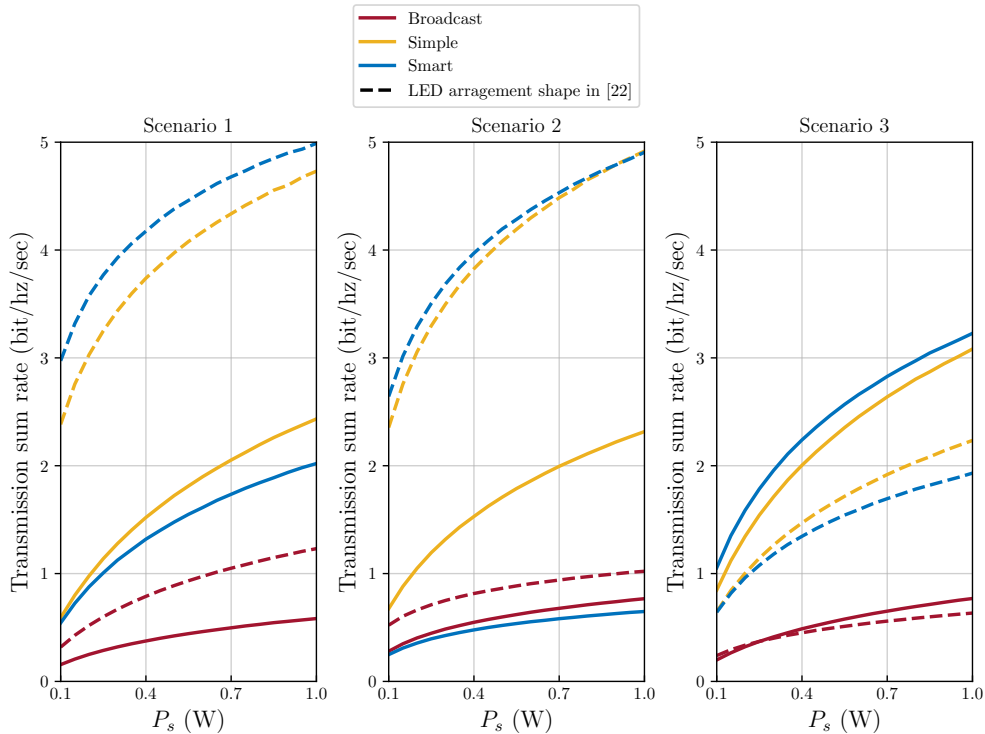 Broadcast
Simple
Smart
LED arragement shape in [22]
Scenario 1
Scenario 2
Scenario 3
Transmission sum rate (bit/hz/sec)
5
4
3
2
1
0
0.1 0.4 0.7 1.0
P_s (W)
Transmission sum rate (bit/hz/sec)
5
4
3
2
1
0
0.1 0.4 0.7 1.0
P_s (W)
Transmission sum rate (bit/hz/sec)
5
4
3
2
1
0
0.1 0.4 0.7 1.0
P_s (W)